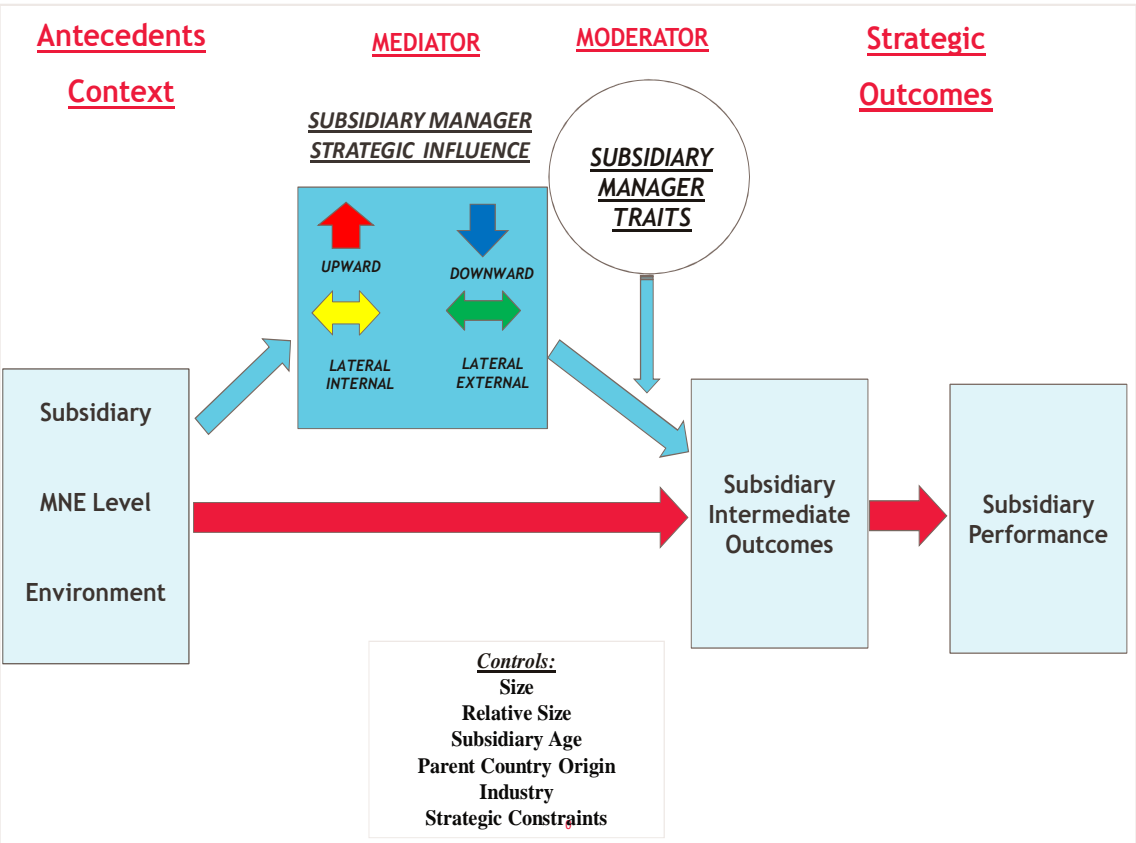 Antecedents
Context
MEDIATOR
MODERATOR
Strategic
Outcomes
SUBSIDIARY MANAGER
STRATEGIC INFLUENCE
SUBSIDIARY
MANAGER
TRAITS
UPWARD
DOWNWARD
LATERAL
INTERNAL
LATERAL
EXTERNAL
Subsidiary
MNE Level
Environment
Subsidiary
Intermediate
Outcomes
Subsidiary
Performance
Controls:
Size
Relative Size
Subsidiary Age
Parent Country Origin
Industry
Strategic Constraints